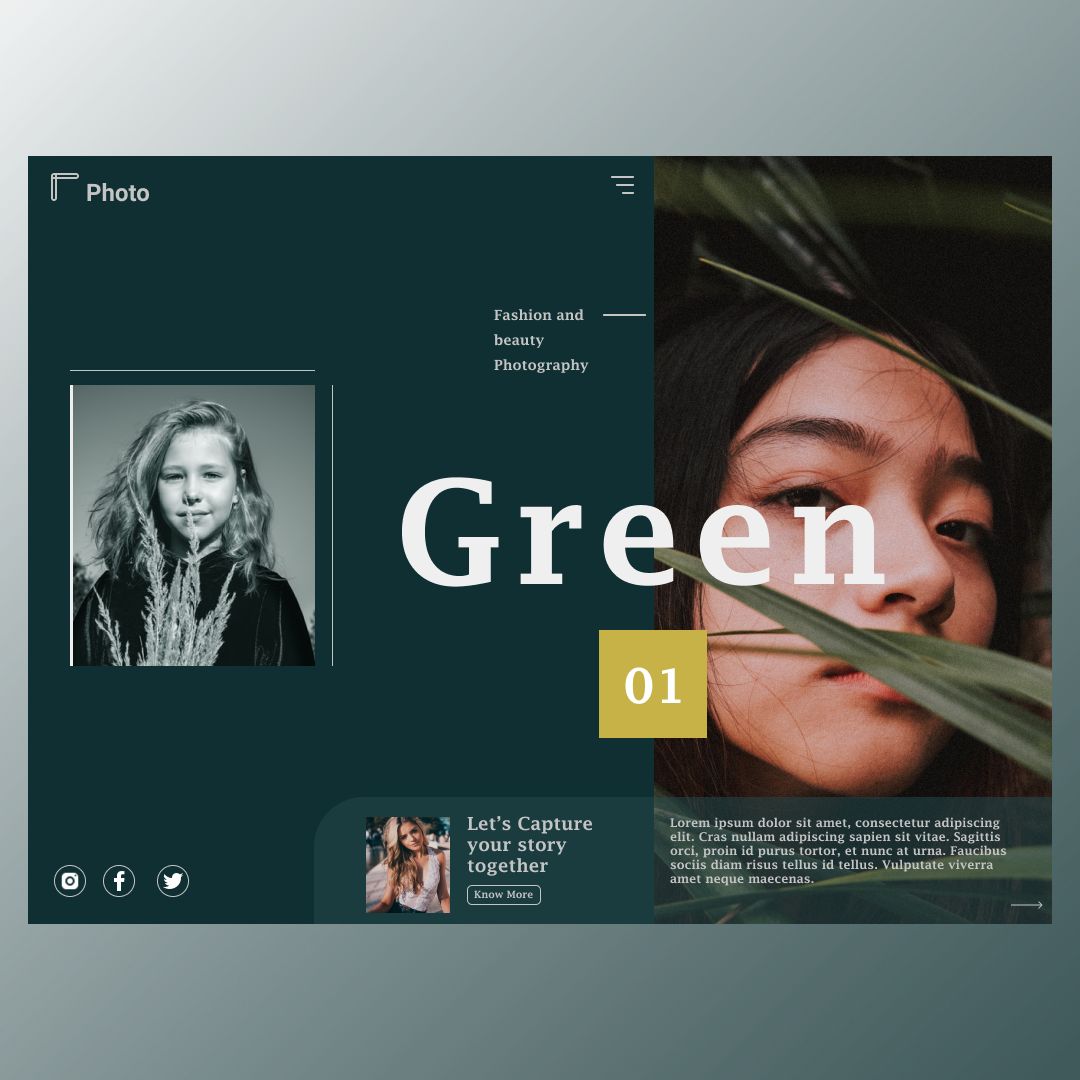 Photo
Fashion and
beauty
Photography
Green
01
Let’s Capture
your story
together
Know More
Lorem ipsum dolor sit amet, consectetur adipiscing
elit. Cras nullam adipiscing sapien sit vitae. Sagittis
orci, proin id purus tortor, et nunc at urna. Faucibus
sociis diam risus tellus id tellus. Vulputate viverra
amet neque maecenas.